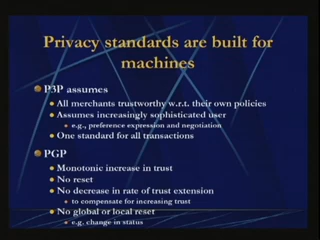 Privacy standards are built for
machines
P3P assumes
All merchants trustworthy w.r.t. their own policies
Assumes increasingly sophisticated user
e.g., preference expression and negotiation
One standard for all transactions
PGP
Monotonic increase in trust
No reset
No decrease in rate of trust extension
to compensate for increasing trust
No global or local reset
e.g. change in status